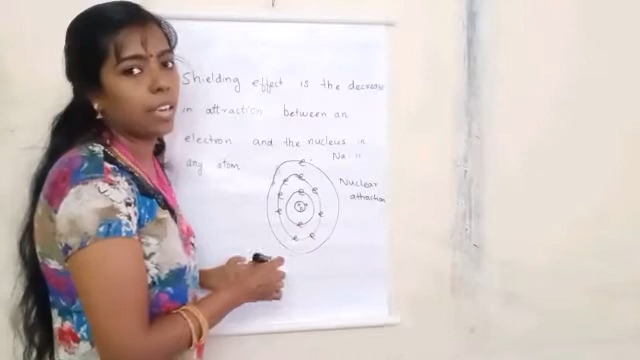 Shielding effect is the decrease
in attraction between an
electron and the nucleus in
any atom
Na 11
Nuclear
attraction
e
e
e
e
e
e
e
e
e
e
e